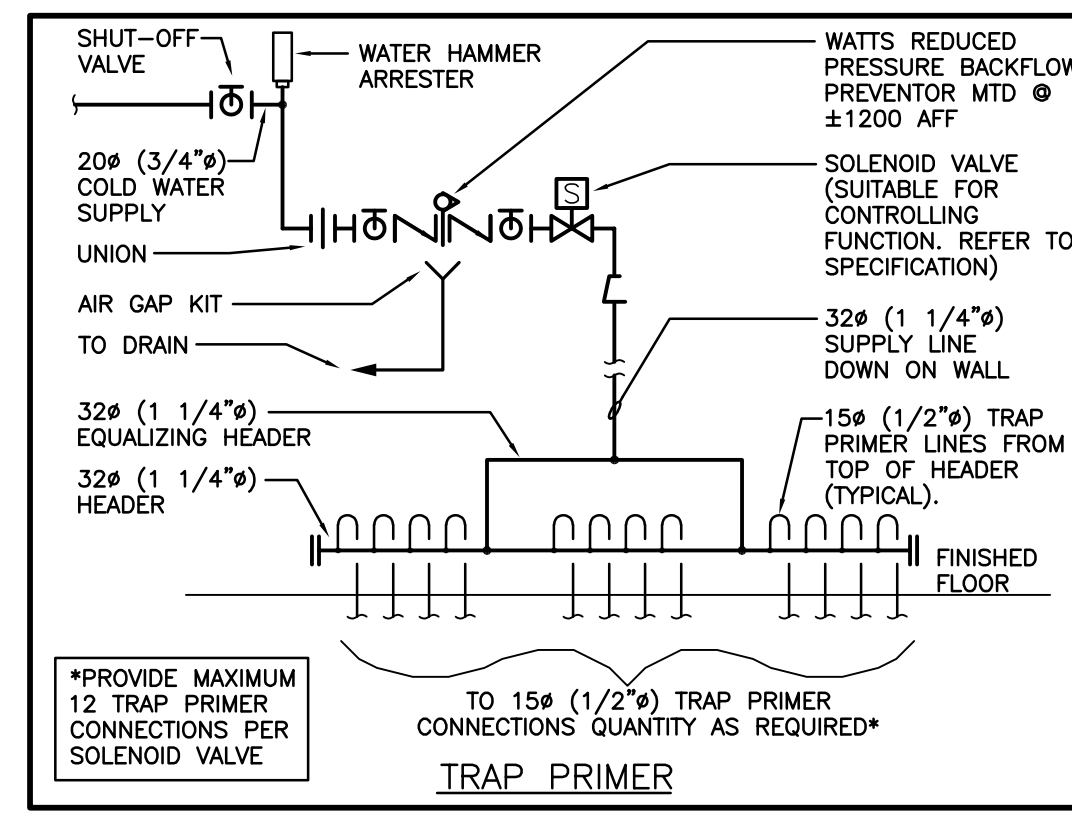 SHUT-OFF
VALVE
WATER HAMMER
ARRESTER
WATTS REDUCED
PRESSURE BACKFLOW
PREVENTOR MTD @
±1200 AFF
20ø (3/4"ø)
COLD WATER
SUPPLY
S
SOLENOID VALVE
(SUITABLE FOR
CONTROLLING
FUNCTION. REFER TO
SPECIFICATION)
UNION
AIR GAP KIT
TO DRAIN
32ø (1 1/4"ø)
SUPPLY LINE
DOWN ON WALL
32ø (1 1/4"ø)
EQUALIZING HEADER
32ø (1 1/4"ø)
HEADER
15ø (1/2"ø) TRAP
PRIMER LINES FROM
TOP OF HEADER
(TYPICAL).
FINISHED
FLOOR
*PROVIDE MAXIMUM
12 TRAP PRIMER
CONNECTIONS PER
SOLENOID VALVE
TO 15ø (1/2"ø) TRAP PRIMER
CONNECTIONS QUANTITY AS REQUIRED*
TRAP PRIMER